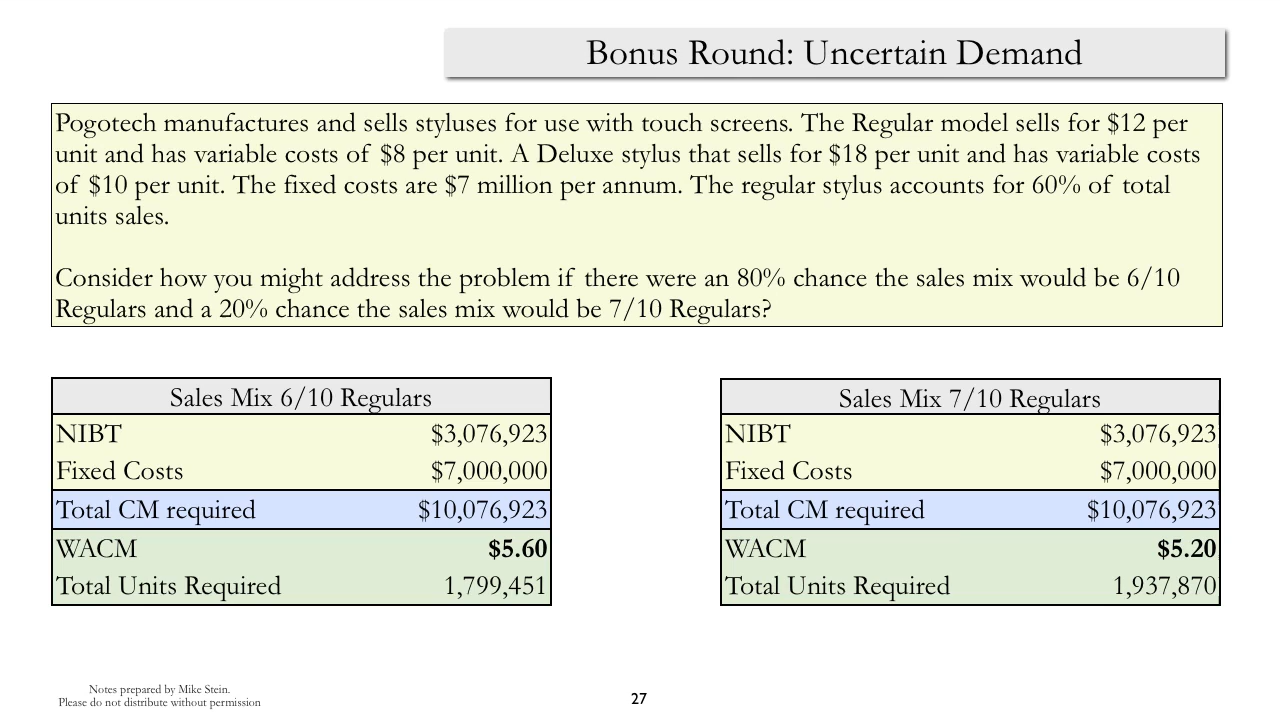 Bonus Round: Uncertain Demand
Pogotech manufactures and sells styluses for use with touch screens. The Regular model sells for $12 per
unit and has variable costs of $8 per unit. A Deluxe stylus that sells for $18 per unit and has variable costs
of $10 per unit. The fixed costs are $7 million per annum. The regular stylus accounts for 60% of total
units sales.
Consider how you might address the problem if there were an 80% chance the sales mix would be 6/10
Regulars and a 20% chance the sales mix would be 7/10 Regulars?
Sales Mix 6/10 Regulars
NIBT $3,076,923
Fixed Costs $7,000,000
Total CM required $10,076,923
WACM $5.60
Total Units Required 1,799,451
Sales Mix 7/10 Regulars
NIBT $3,076,923
Fixed Costs $7,000,000
Total CM required $10,076,923
WACM $5.20
Total Units Required 1,937,870
Notes prepared by Mike Stein.
Please do not distribute without permission
27